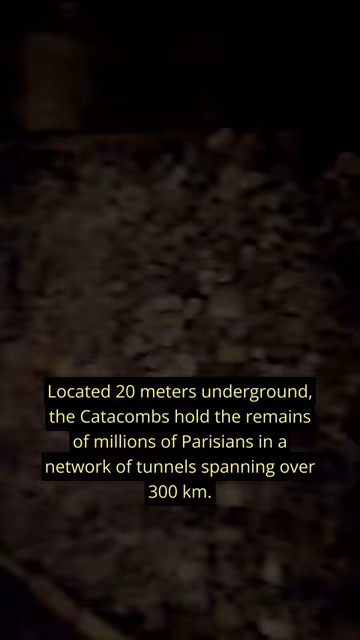 Located 20 meters underground,
the Catacombs hold the remains
of millions of Parisians in a
network of tunnels spanning over
300 km.